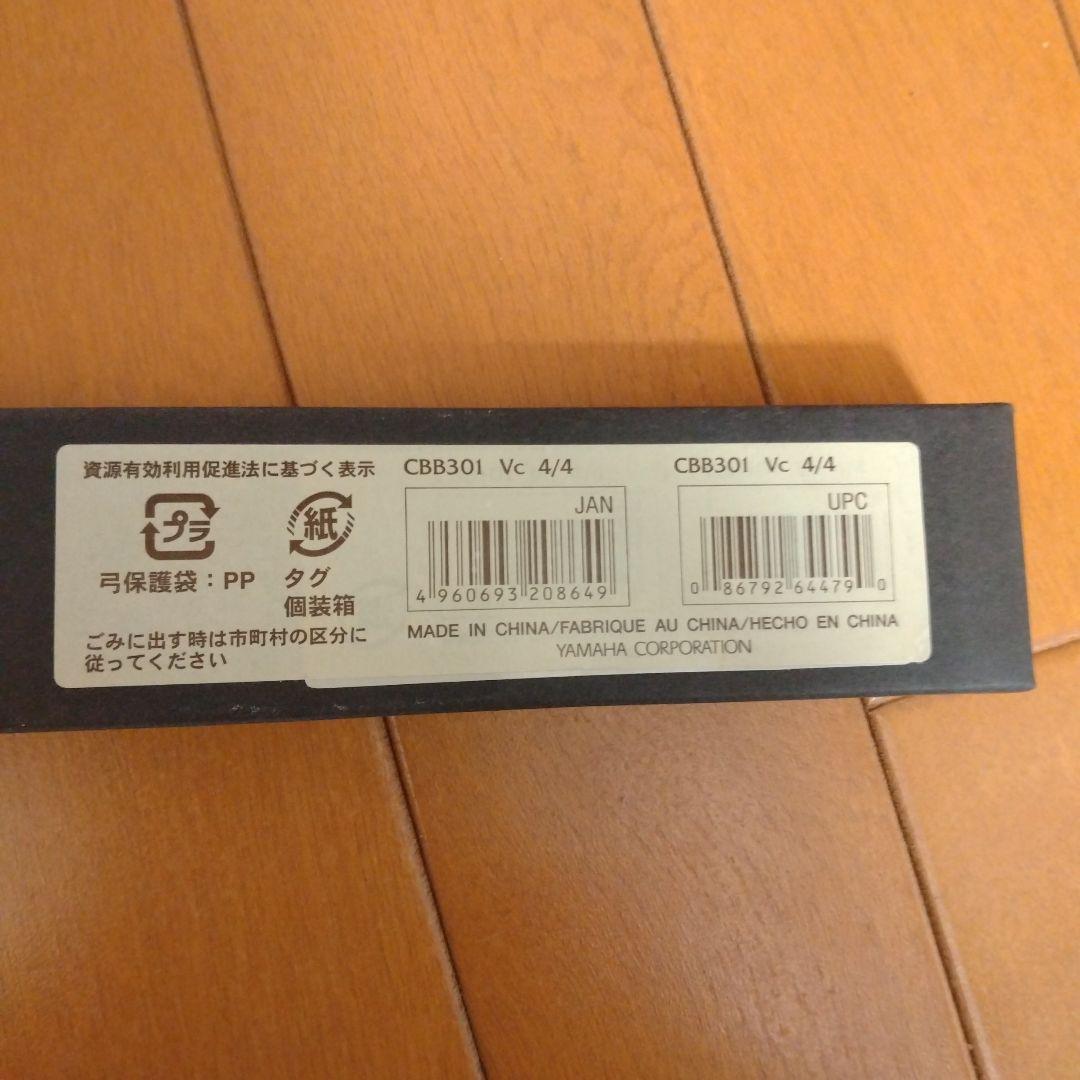 資源有効利用促進法に基づく表示
プラ
紙
弓保護袋：PP
タグ
個装箱
ごみに出す時は市町村の区分に
従ってください
CBB301 Vc 4/4
JAN
4 960693 208649
CBB301 Vc 4/4
UPC
0 86792 64479 0
MADE IN CHINA/FABRIQUE AU CHINA/HECHO EN CHINA
YAMAHA CORPORATION